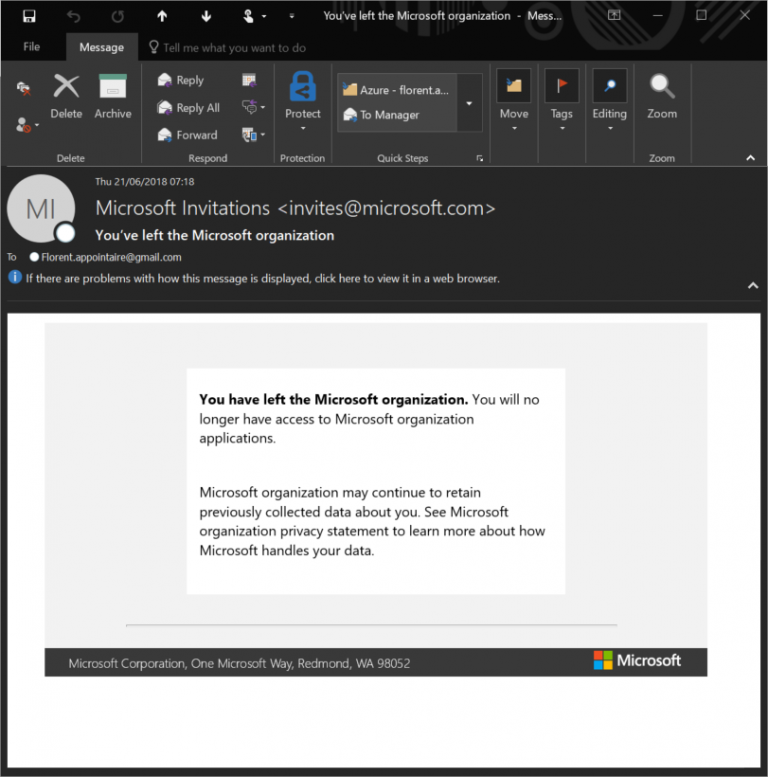 You've left the Microsoft organization - Mess...
File
Message
Tell me what you want to do
Delete
Archive
Reply
Reply All
Forward
Protect
Azure - florent.a...
To Manager
Move
Tags
Editing
Zoom
Delete
Respond
Protection
Quick Steps
Zoom
Thu 21/06/2018 07:18
MI
Microsoft Invitations <invites@microsoft.com>
You've left the Microsoft organization
To Florent.appointaire@gmail.com
If there are problems with how this message is displayed, click here to view it in a web browser.
You have left the Microsoft organization. You will no
longer have access to Microsoft organization
applications.
Microsoft organization may continue to retain
previously collected data about you. See Microsoft
organization privacy statement to learn more about how
Microsoft handles your data.
Microsoft Corporation, One Microsoft Way, Redmond, WA 98052
Microsoft